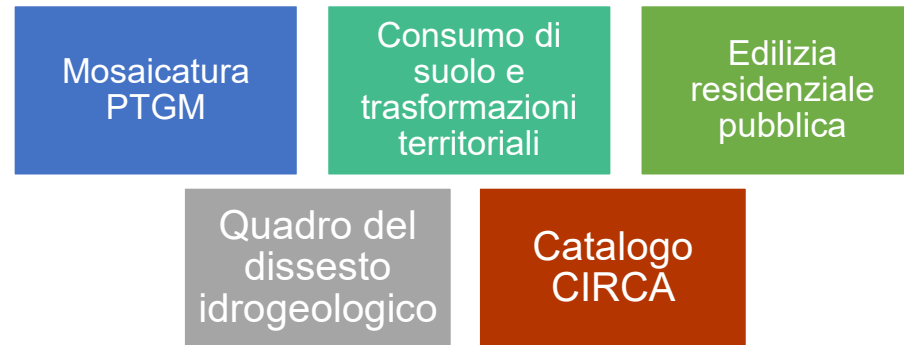 Mosaicatura
PTGM
Consumo di
suolo e
trasformazioni
territoriali
Edilizia
residenziale
pubblica
Quadro del
dissesto
idrogeologico
Catalogo
CIRCA